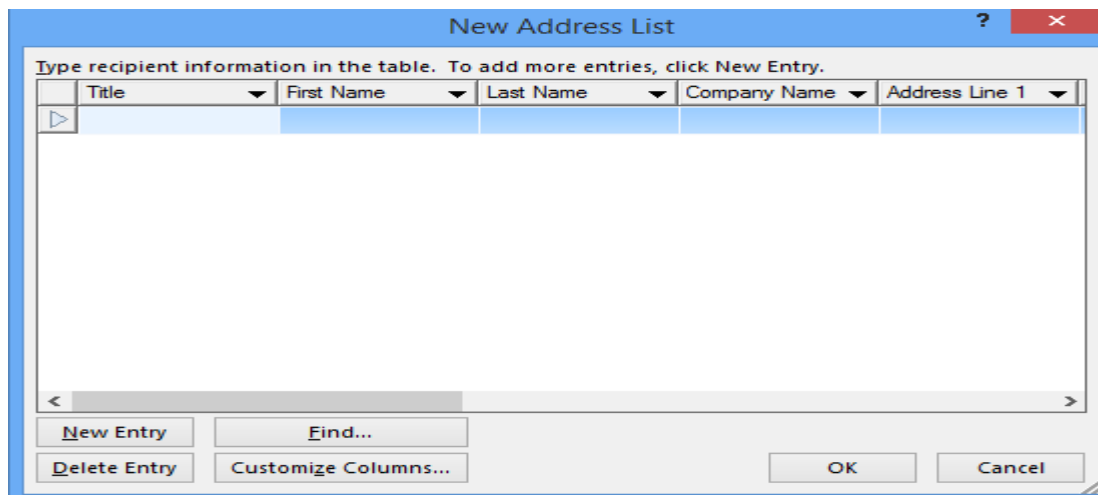 New Address List ?
Type recipient information in the table. To add more entries, click New Entry.
Title First Name Last Name Company Name Address Line 1
New Entry Find...
Delete Entry Customize Columns... OK Cancel